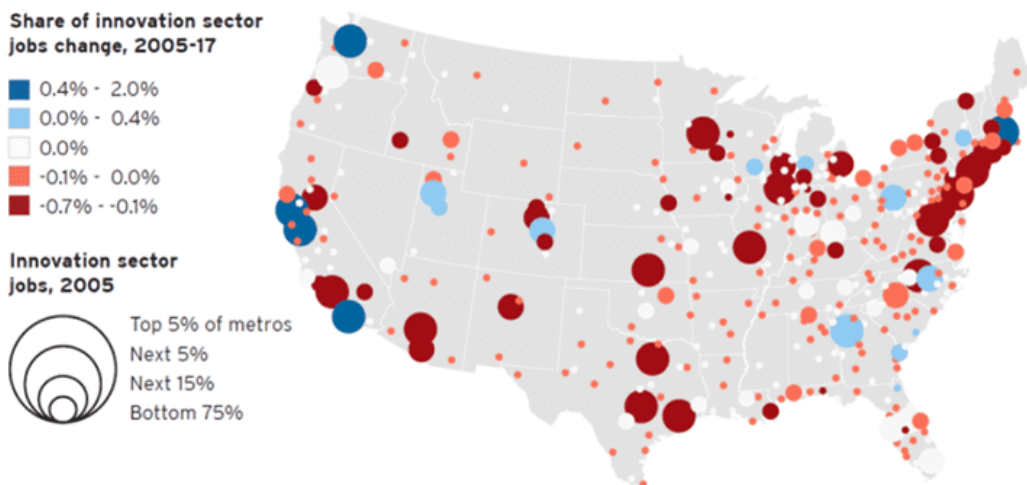 Share of innovation sector
jobs change, 2005-17
0.4% - 2.0%
0.0% - 0.4%
0.0%
-0.1% - 0.0%
-0.7% - -0.1%
Innovation sector
jobs, 2005
Top 5% of metros
Next 5%
Next 15%
Bottom 75%